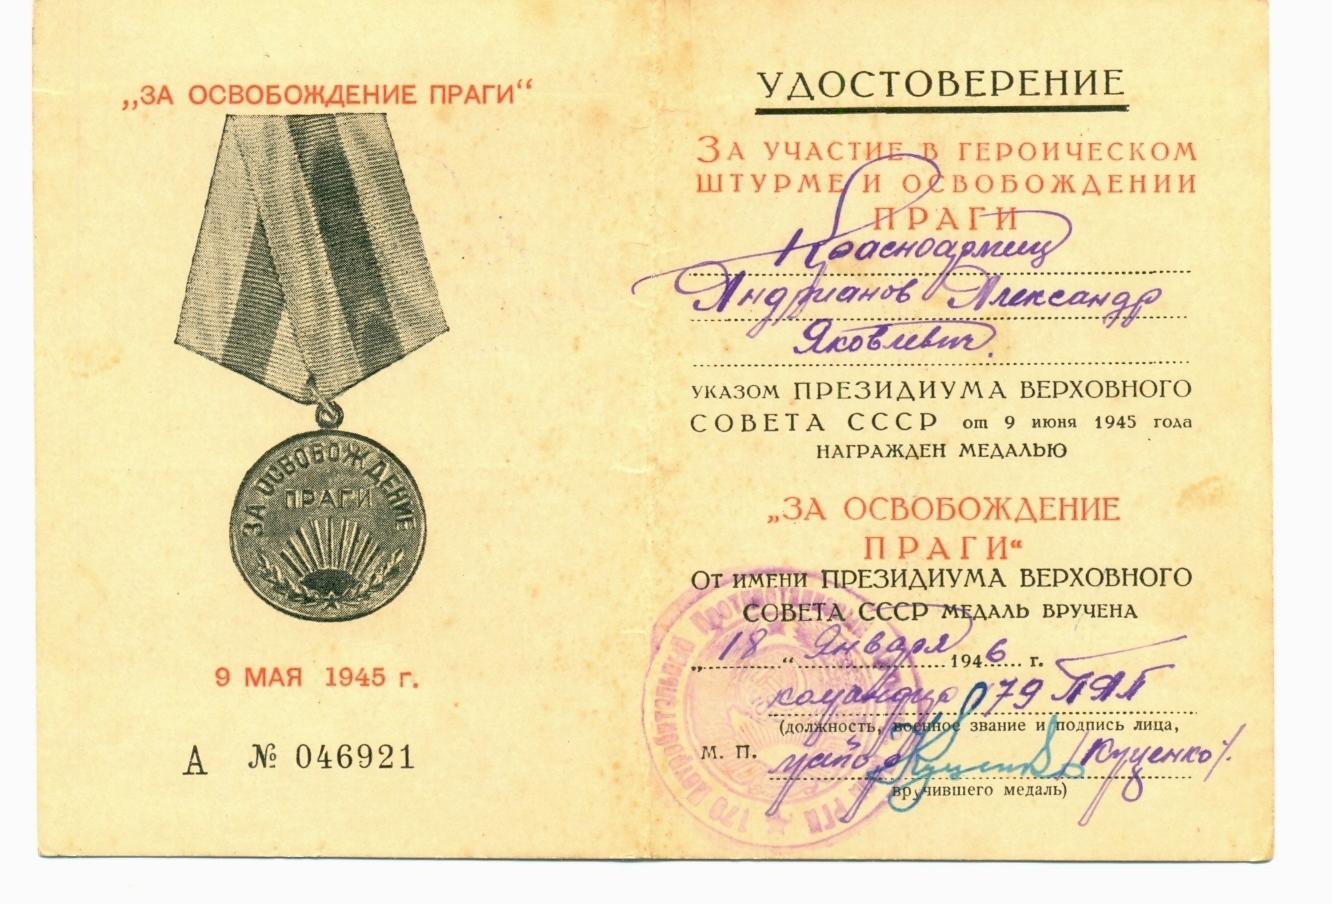 „ЗА ОСВОБОЖДЕНИЕ ПРАГИ“
ЗА ОСВОБОЖДЕНИЕ
ПРАГИ
9 МАЯ 1945 г.
А № 046921
УДОСТОВЕРЕНИЕ
ЗА УЧАСТИЕ В ГЕРОИЧЕСКОМ
ШТУРМЕ И ОСВОБОЖДЕНИИ
ПРАГИ
Красноармеец
Андрианов Александр
Яковлевич.
УКАЗОМ ПРЕЗИДИУМА ВЕРХОВНОГО
СОВЕТА СССР от 9 июня 1945 года
НАГРАЖДЕН МЕДАЛЬЮ
„ЗА ОСВОБОЖДЕНИЕ
ПРАГИ“
ОТ ИМЕНИ ПРЕЗИДИУМА ВЕРХОВНОГО
СОВЕТА СССР МЕДАЛЬ ВРУЧЕНА
„18“ Января 1946 г.
командир 179 ПАП
(должность, военное звание и подпись лица,
М. П. майор /Куценко/.
вручившего медаль)